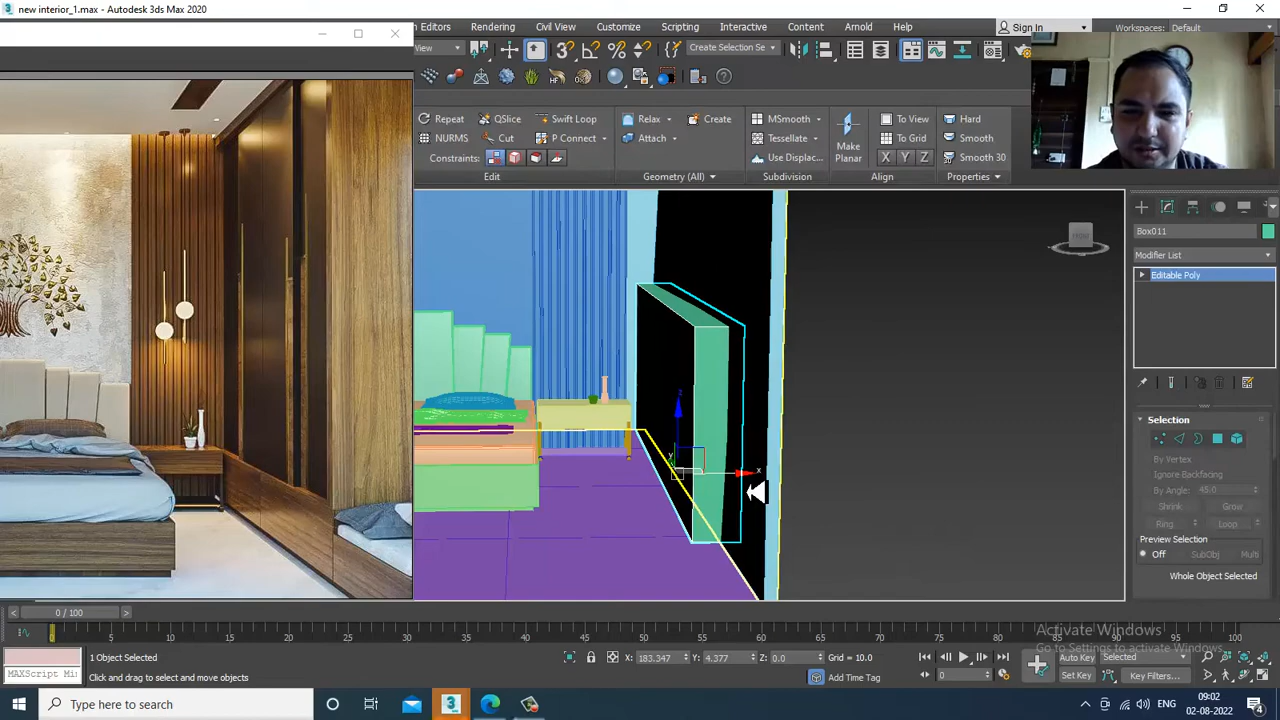 new interior_1.max - Autodesk 3ds Max 2020
n Editors Rendering Civil View Customize Scripting Interactive Content Arnold Help Sign In Workspaces: Default
View Create Selection Se
Repeat QSlice Swift Loop Relax Create MSmooth To View Hard
NURMS Cut P Connect Attach Tessellate To Grid Smooth
Constraints: Make Planar Use Displac... X Y Z Smooth 30
Edit Geometry (All) Subdivision Align Properties
FRONT
Box011
Modifier List
Editable Poly
z
y
x
Selection
By Vertex
Ignore Backfacing
By Angle: 45.0
Shrink Grow
Ring Loop
Preview Selection
Off SubObj Multi
Whole Object Selected
0 / 100
0 5 10 15 20 25 30 35 40 45 50 55 60 65 70 75 80 85 90 95 100
Activate Windows
Go to Settings to activate Windows.
1 Object Selected X: 183.347 Y: 4.377 Z: 0.0 Grid = 10.0 Auto Key Selected
MAXScript Mi Click and drag to select and move objects Add Time Tag 0 Set Key Key Filters...
Type here to search
ENG
09:02
02-08-2022
4